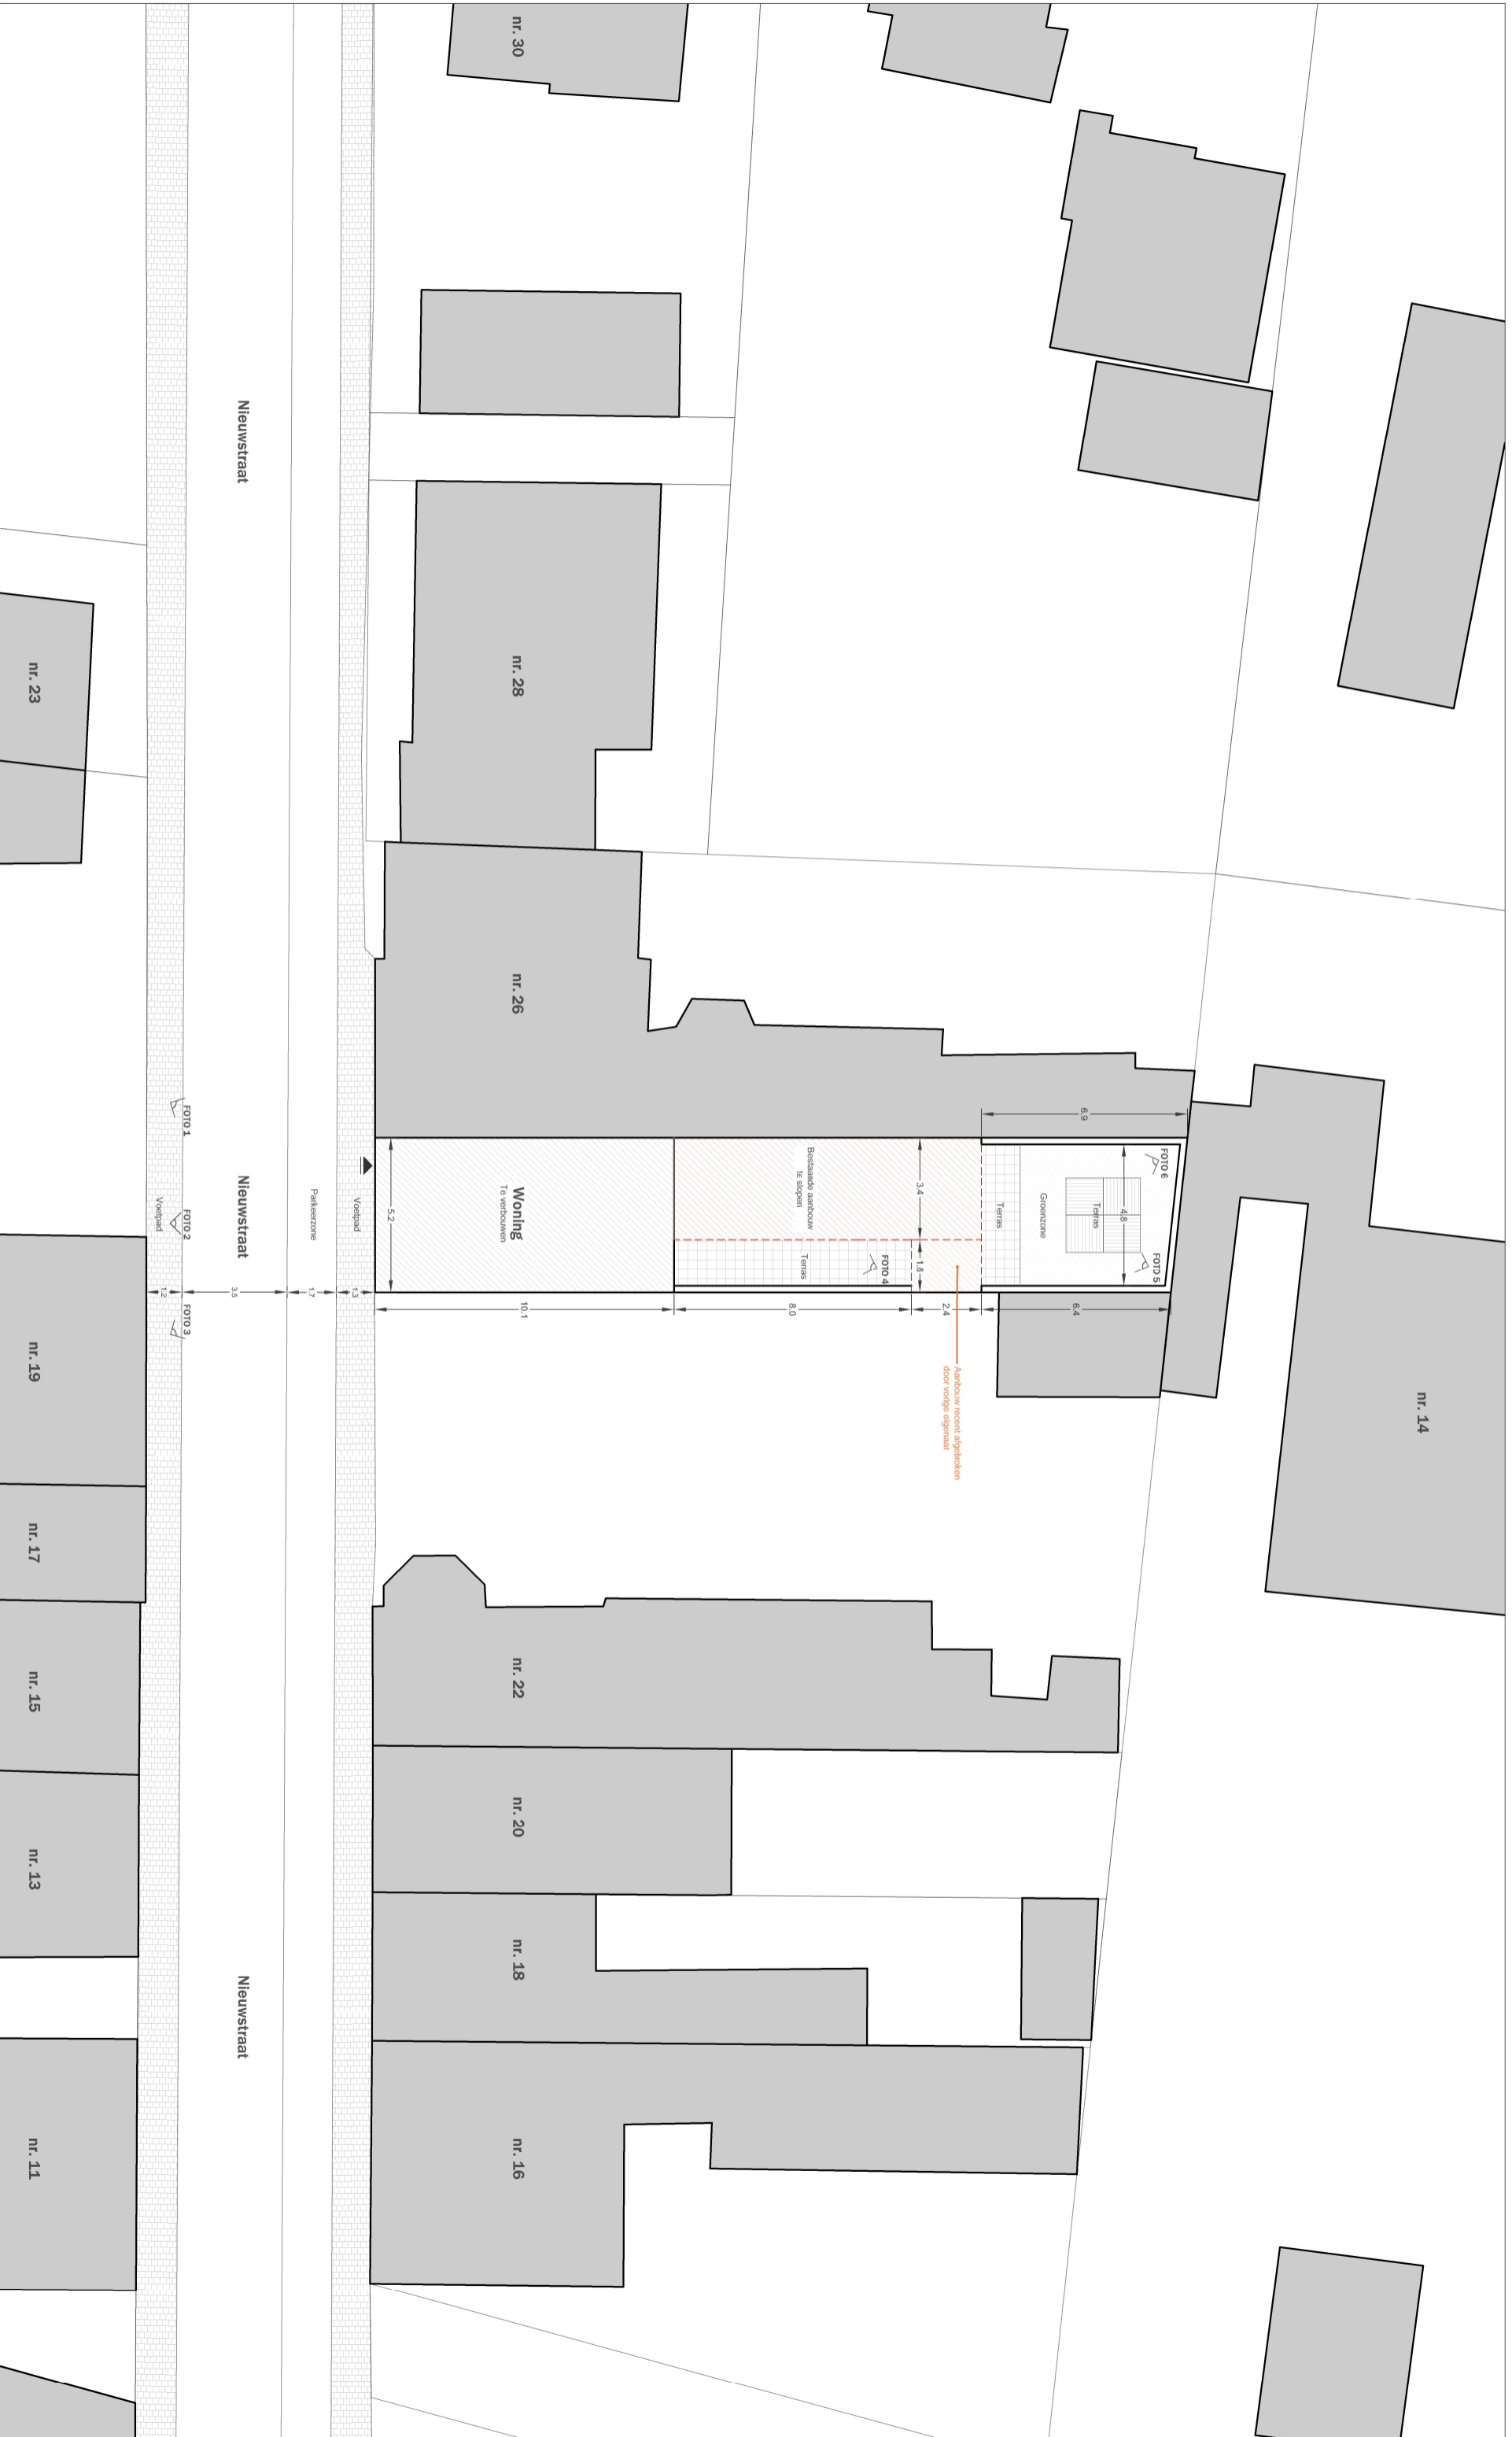 nr. 30
nr. 28
nr. 26
nr. 14
nr. 22
nr. 20
nr. 18
nr. 16
6.9
FOTO 6
Terras
4.8
FOTO 5
Groenzone
Terras
Bestaande aanbouw
te slopen
3.4
1.8
FOTO 4
Terras
Woning
Te verbouwen
5.2
6.4
2.4
8.0
10.1
Aanbouw recent afgebroken
door vorige eigenaar
Voetpad
1.3
Parkeerzone
1.7
Nieuwstraat
Nieuwstraat
Nieuwstraat
3.5
FOTO 1
FOTO 2
FOTO 3
Voetpad
1.2
nr. 23
nr. 19
nr. 17
nr. 15
nr. 13
nr. 11